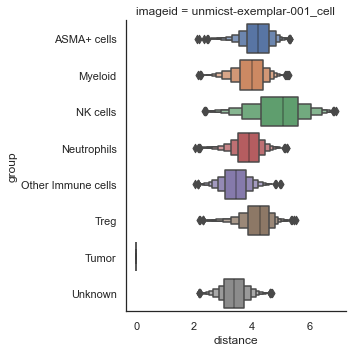 imageid = unmicst-exemplar-001_cell
ASMA+ cells
Myeloid
NK cells
Neutrophils
Other Immune cells
Treg
Tumor
Unknown
group
0 2 4 6
distance